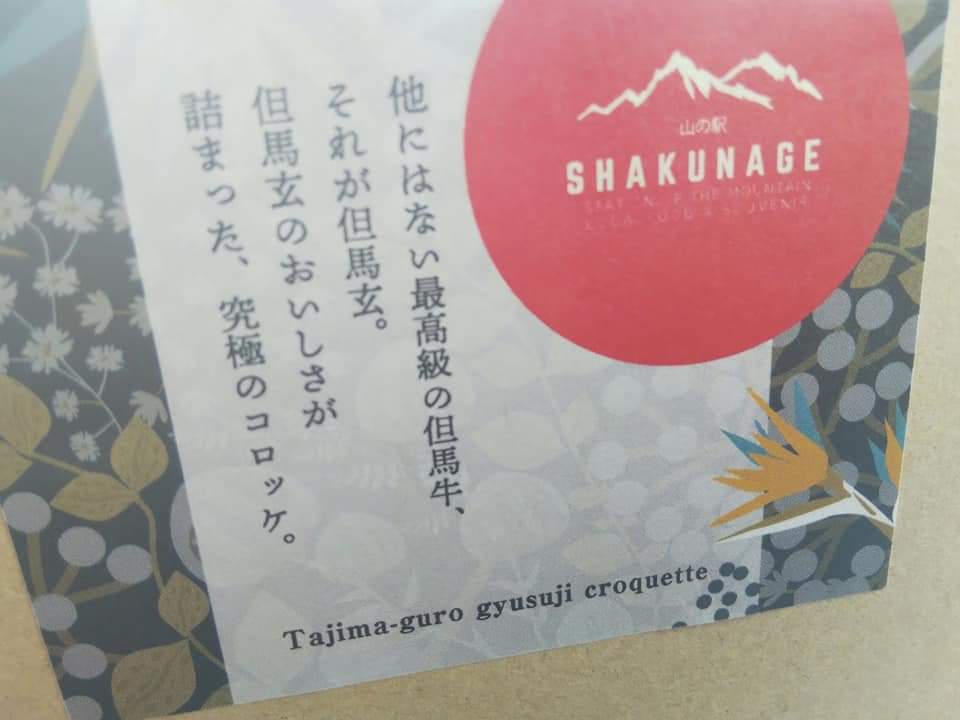 他にはない最高級の但馬牛、
それが但馬玄。
但馬玄のおいしさが
詰まった、究極のコロッケ。
山の駅
SHAKUNAGE
THE MOUNTAIN
Tajima-guro gyusuji croquette